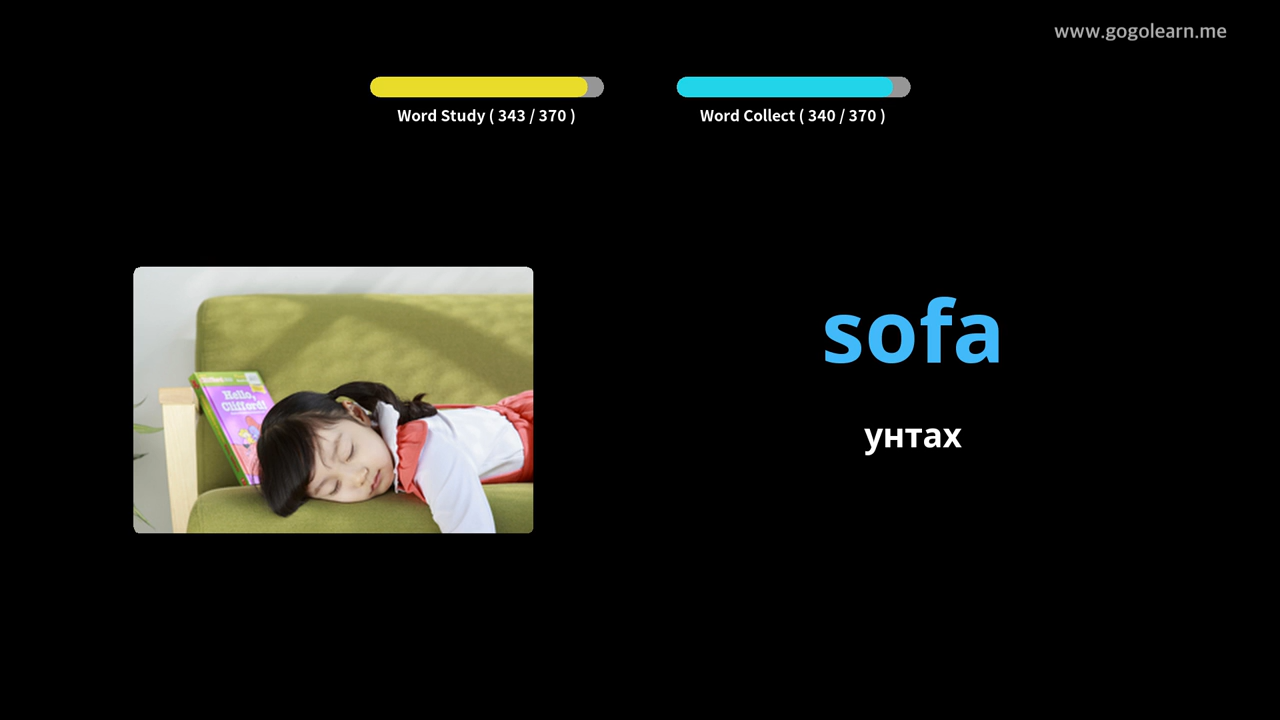 www.gogolearn.me
Word Study ( 343 / 370 )
Word Collect ( 340 / 370 )
sofa
унтах
Hello,
Clifford!